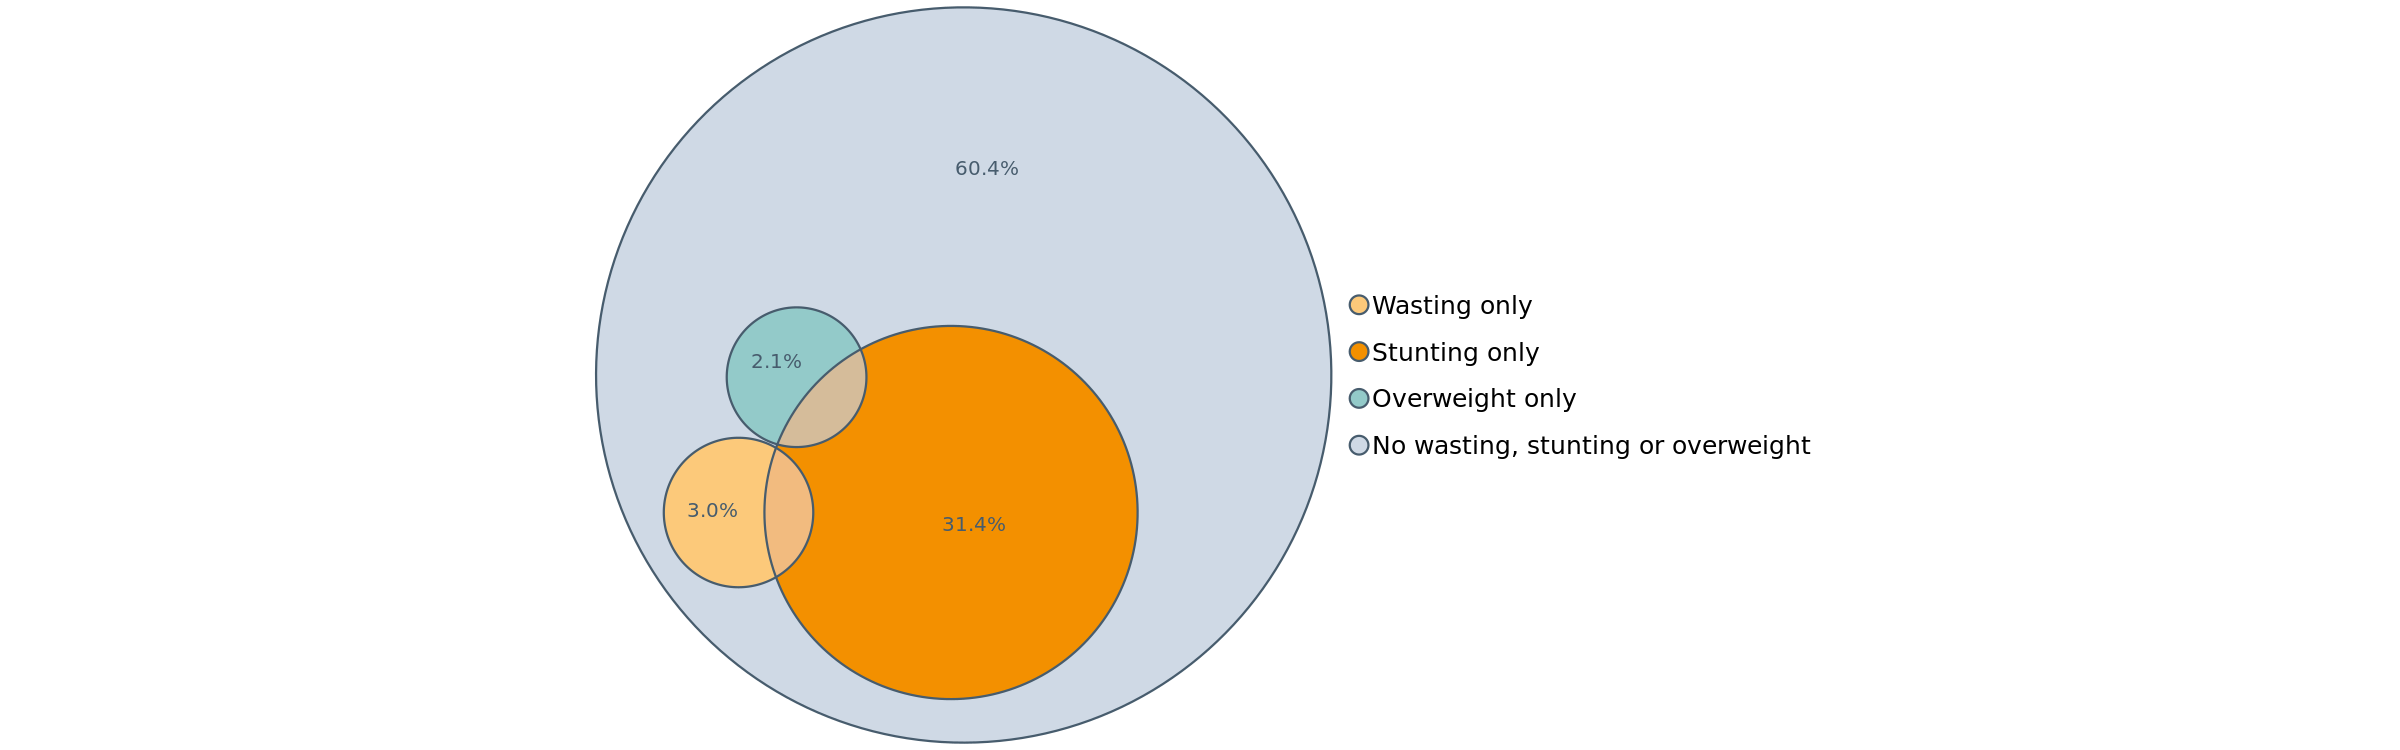 60.4%
2.1%
3.0%
31.4%
Wasting only
Stunting only
Overweight only
No wasting, stunting or overweight